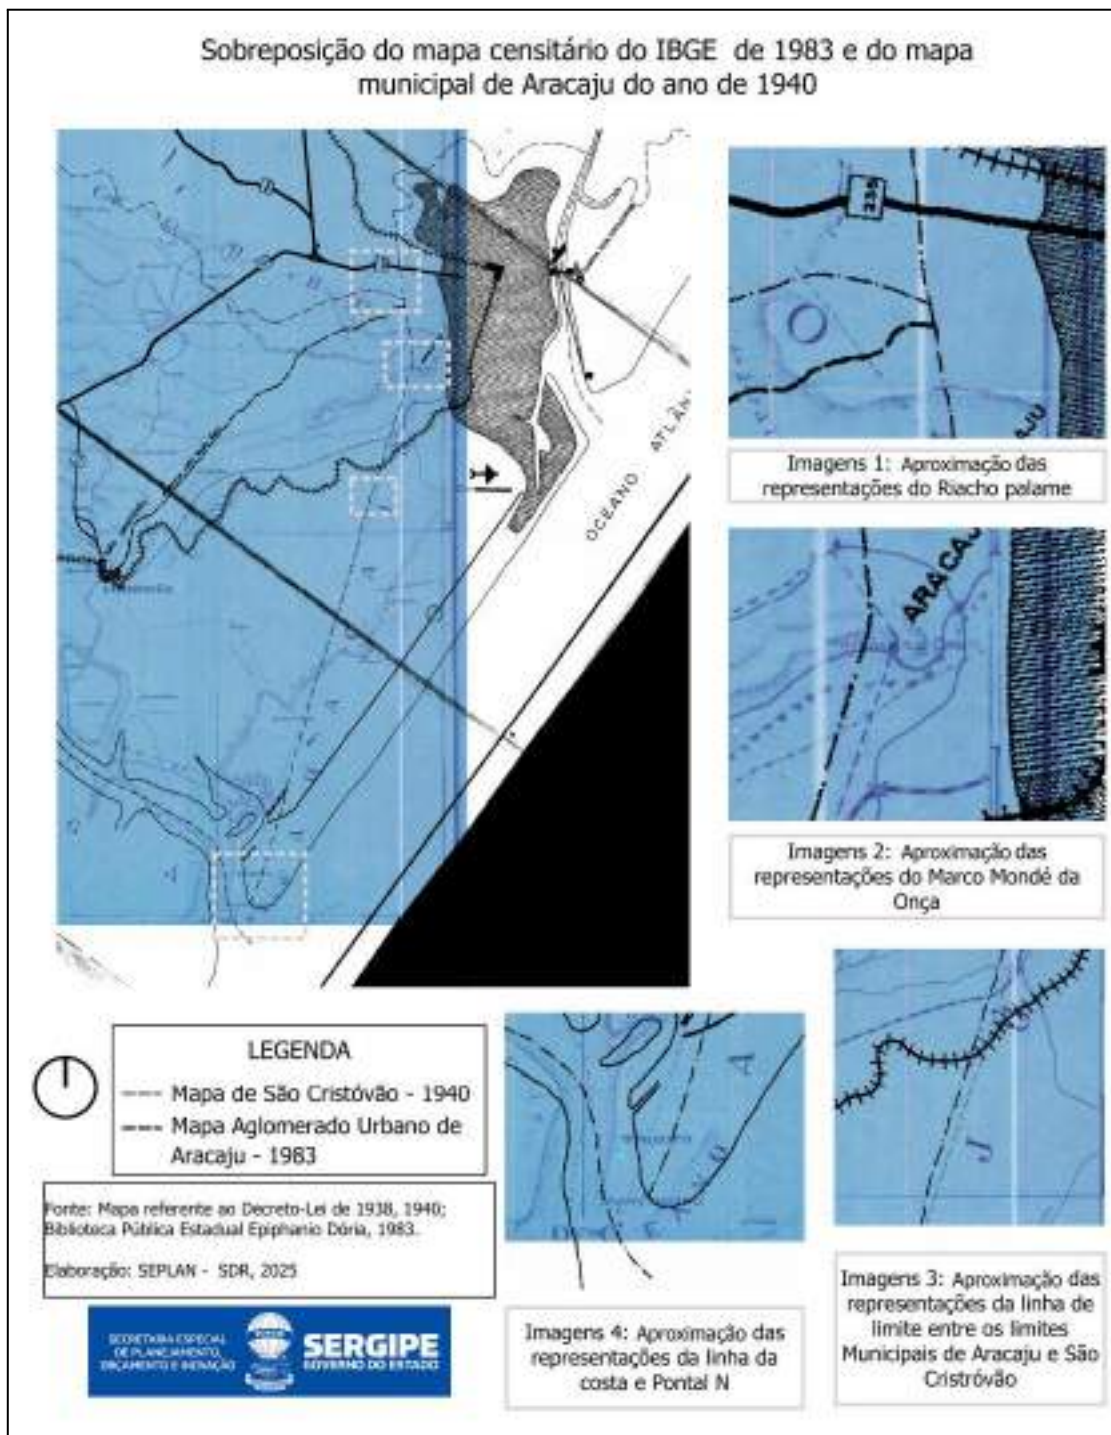 Sobreposição do mapa censitário do IBGE de 1983 e do mapa
municipal de Aracaju do ano de 1940
OCEANO ATLÂN
235
AJU
Imagens 1: Aproximação das
representações do Riacho palame
ARACAJ
Imagens 2: Aproximação das
representações do Marco Mondé da
Onça
J
Imagens 3: Aproximação das
representações da linha de
limite entre os limites
Municipais de Aracaju e São
Cristróvão
A
Imagens 4: Aproximação das
representações da linha da
costa e Pontal N
LEGENDA
Mapa de São Cristóvão - 1940
Mapa Aglomerado Urbano de
Aracaju - 1983
Fonte: Mapa referente ao Decreto-Lei de 1938, 1940;
Biblioteca Pública Estadual Epiphanio Dória, 1983.
Elaboração: SEPLAN - SDR, 2025
SECRETARIA ESPECIAL
DE PLANEJAMENTO,
ORÇAMENTO E INOVAÇÃO
SERGIPE
GOVERNO DO ESTADO